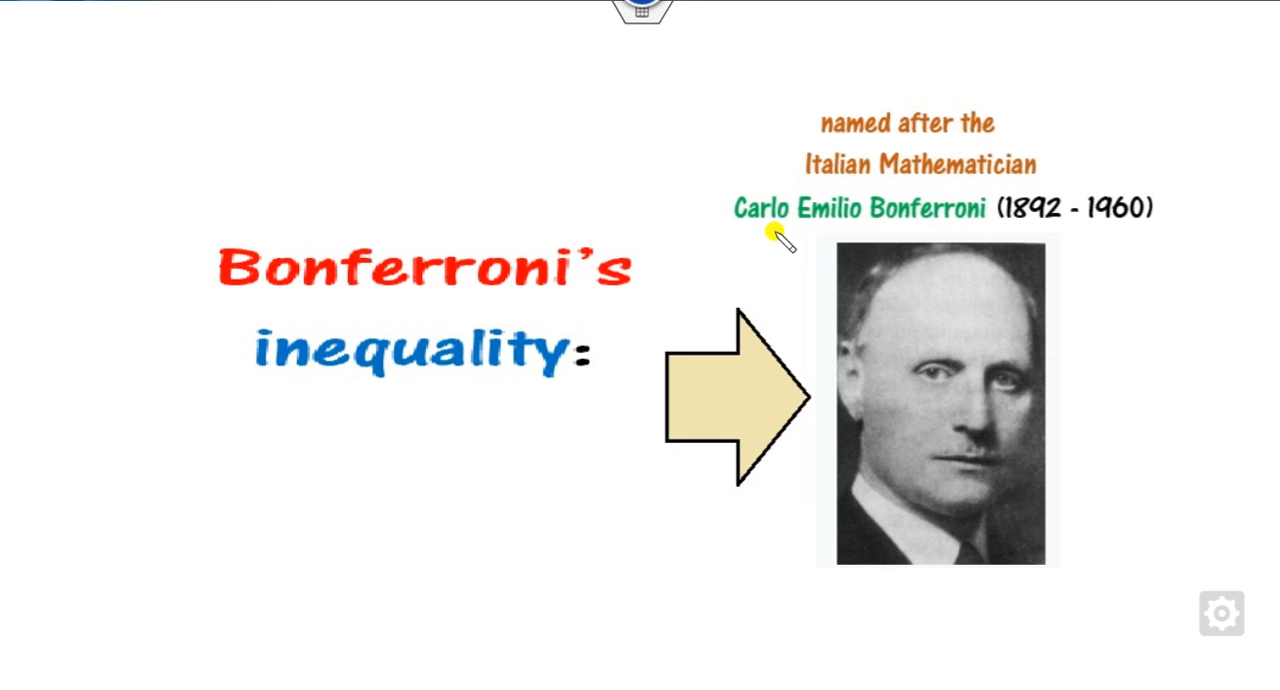 named after the
Italian Mathematician
Carlo Emilio Bonferroni (1892 - 1960)
Bonferroni's
inequality: